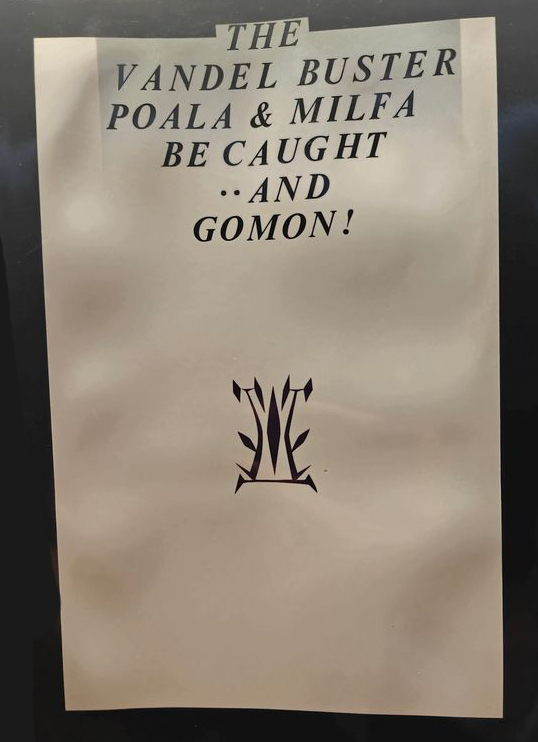 THE
VANDEL BUSTER
POALA & MILFA
BE CAUGHT
··AND
GOMON!